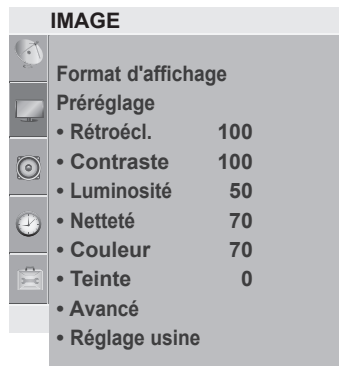 IMAGE
Format d'affichage
Préréglage
• Rétroécl. 100
• Contraste 100
• Luminosité 50
• Netteté 70
• Couleur 70
• Teinte 0
• Avancé
• Réglage usine